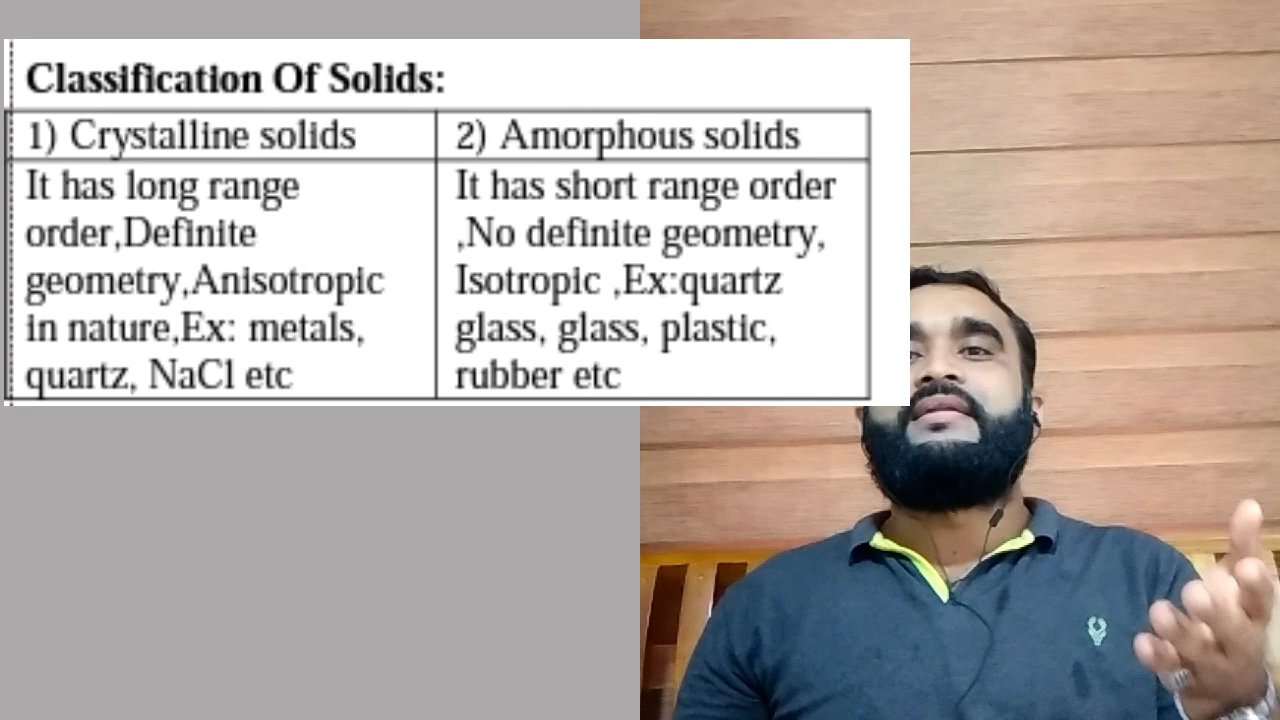 Classification Of Solids:
1) Crystalline solids
2) Amorphous solids
It has long range
order,Definite
geometry,Anisotropic
in nature,Ex: metals,
quartz, NaCl etc
It has short range order
,No definite geometry,
Isotropic ,Ex:quartz
glass, glass, plastic,
rubber etc